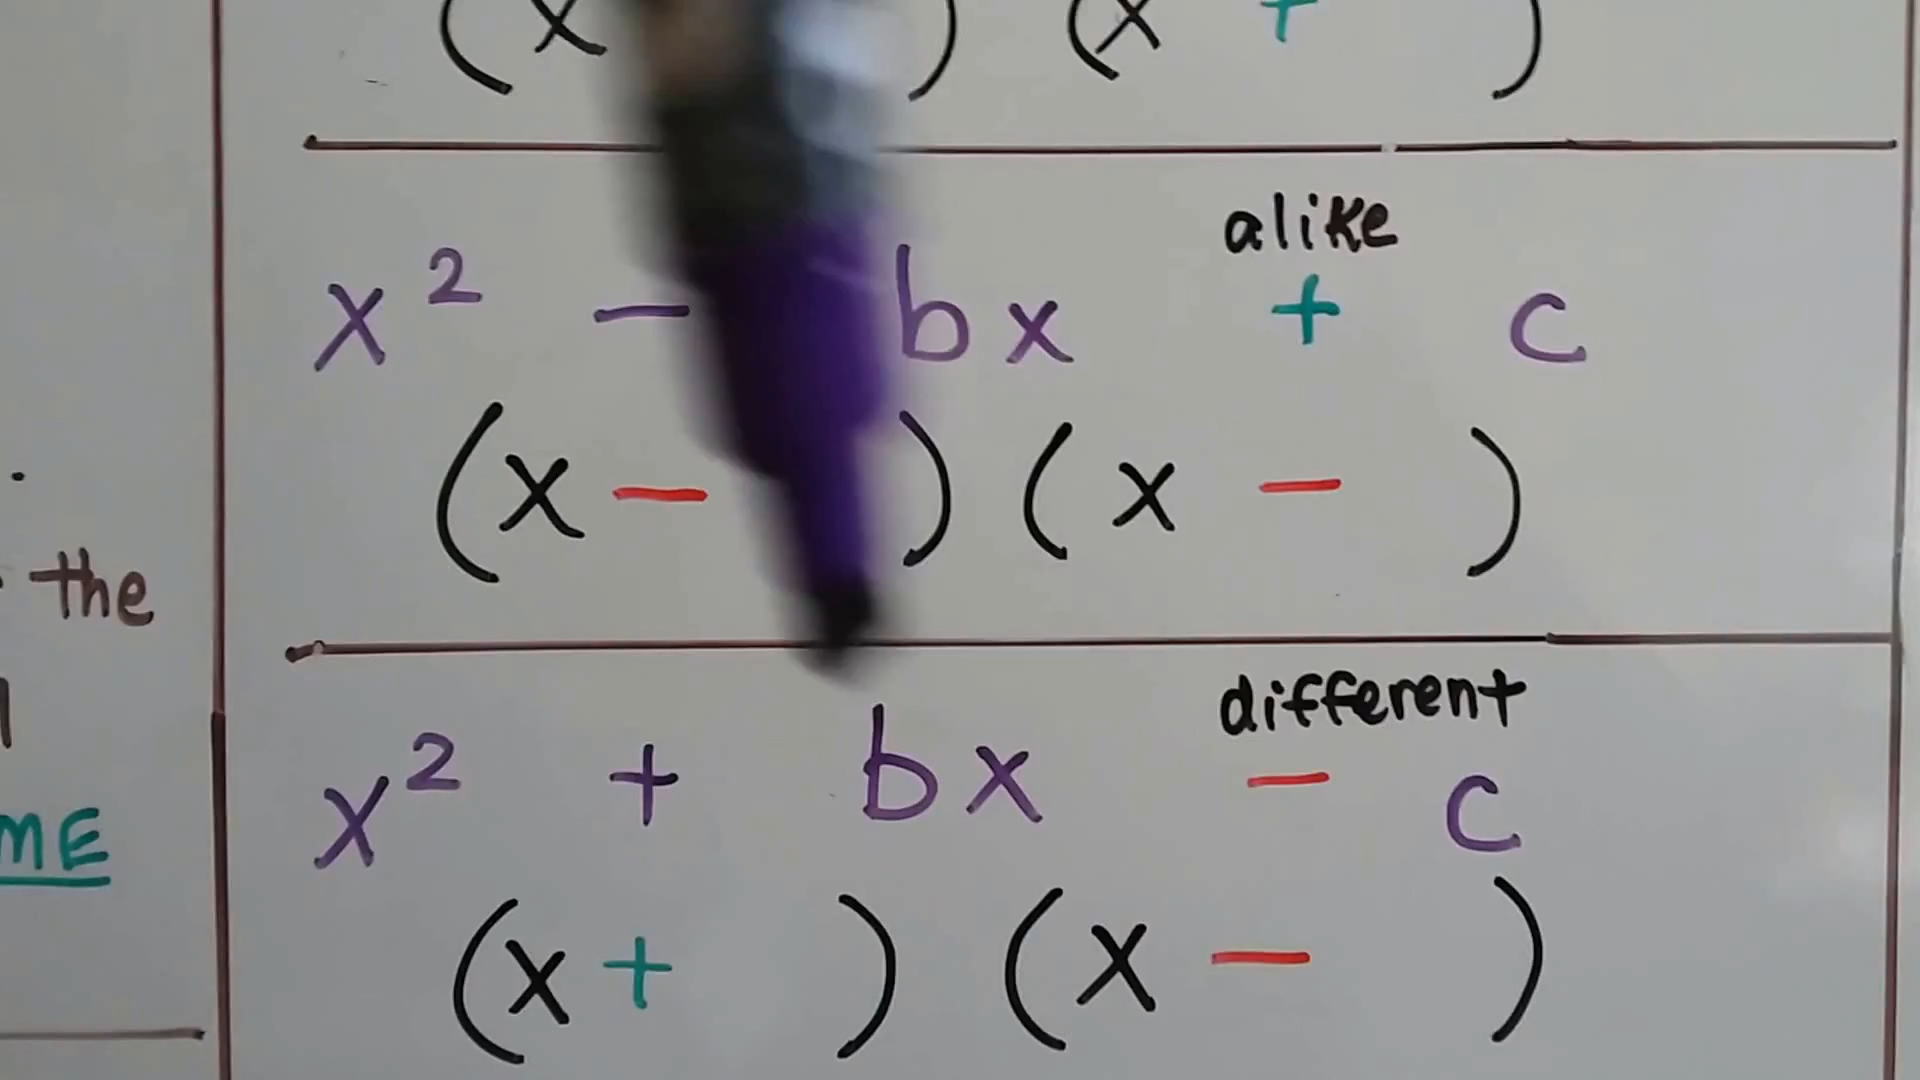 (x ) (x + )
alike
x² - bx + c
(x - ) (x - )
the
different
x² + bx - c
ME
(x + ) (x - )